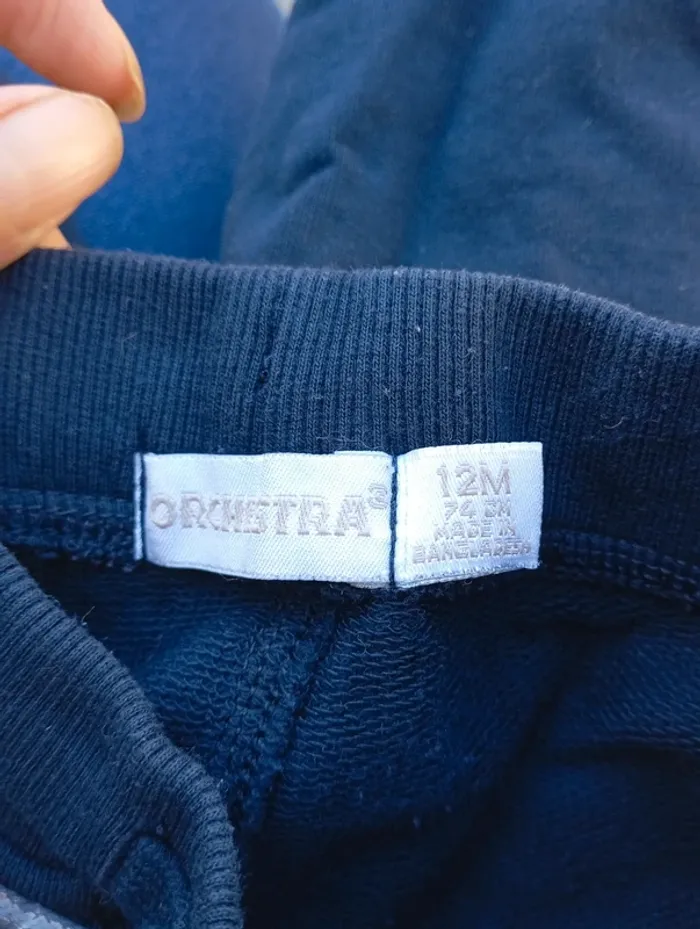 ORCHESTRA®
12M
74 CM
MADE IN
BANGLADESH